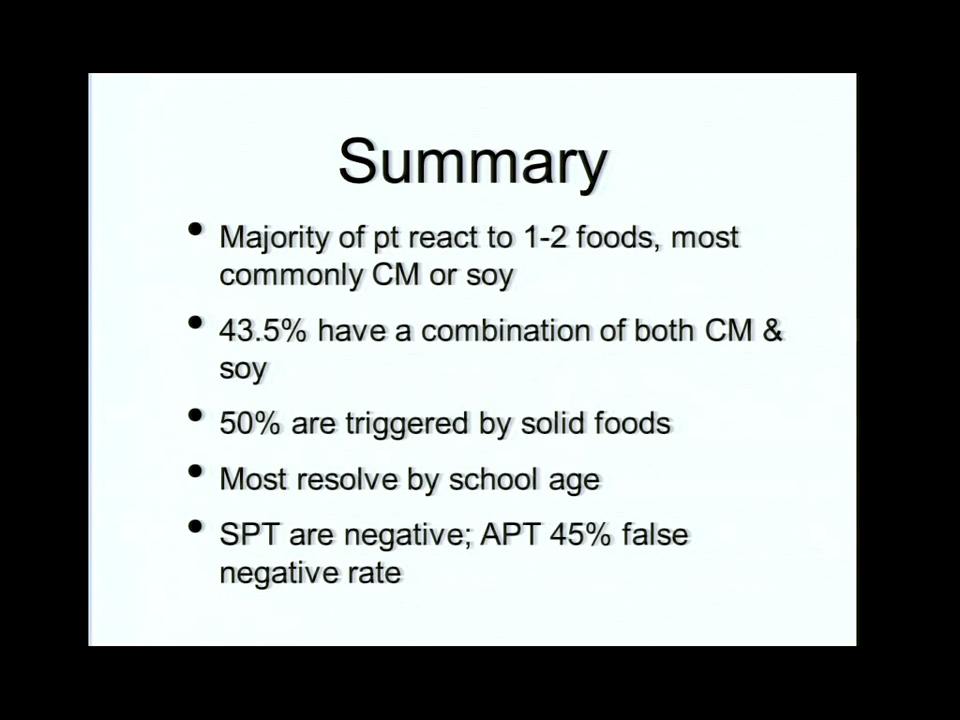 Summary
• Majority of pt react to 1-2 foods, most
commonly CM or soy
• 43.5% have a combination of both CM &
soy
• 50% are triggered by solid foods
• Most resolve by school age
• SPT are negative; APT 45% false
negative rate